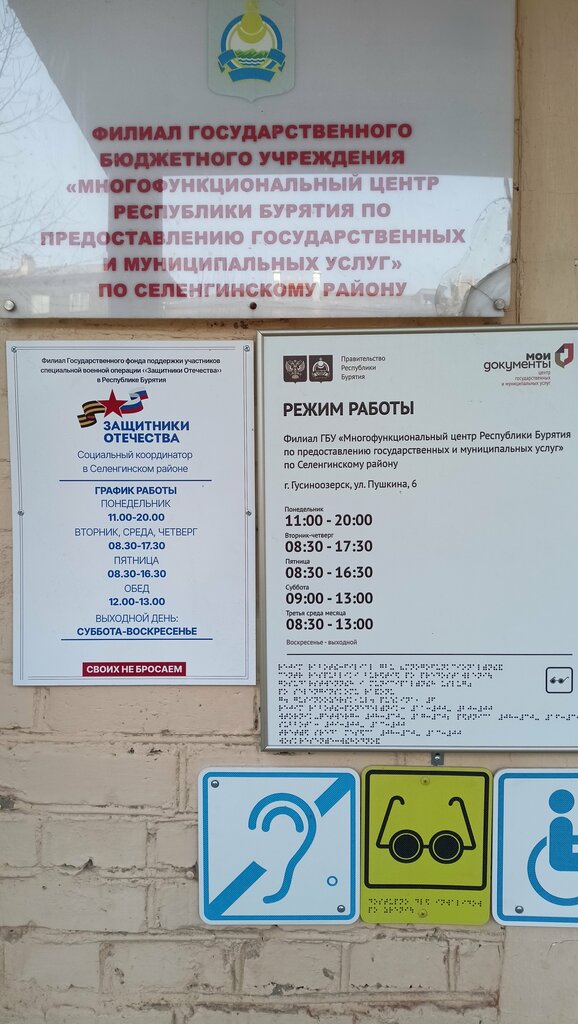 ФИЛИАЛ ГОСУДАРСТВЕННОГО
БЮДЖЕТНОГО УЧРЕЖДЕНИЯ
«МНОГОФУНКЦИОНАЛЬНЫЙ ЦЕНТР
РЕСПУБЛИКИ БУРЯТИЯ ПО
ПРЕДОСТАВЛЕНИЮ ГОСУДАРСТВЕННЫХ
И МУНИЦИПАЛЬНЫХ УСЛУГ»
ПО СЕЛЕНГИНСКОМУ РАЙОНУ
Филиал Государственного фонда поддержки участников
специальной военной операции «Защитники Отечества»
в Республике Бурятия
ЗАЩИТНИКИ
ОТЕЧЕСТВА
Социальный координатор
в Селенгинском районе
ГРАФИК РАБОТЫ
ПОНЕДЕЛЬНИК
11.00-20.00
ВТОРНИК, СРЕДА, ЧЕТВЕРГ
08.30-17.30
ПЯТНИЦА
08.30-16.30
ОБЕД
12.00-13.00
ВЫХОДНОЙ ДЕНЬ:
СУББОТА-ВОСКРЕСЕНЬЕ
СВОИХ НЕ БРОСАЕМ
Правительство
Республики
Бурятия
мои
документы
центр
государственных
и муниципальных услуг
РЕЖИМ РАБОТЫ
Филиал ГБУ «Многофункциональный центр Республики Бурятия
по предоставлению государственных и муниципальных услуг»
по Селенгинскому району
г. Гусиноозерск, ул. Пушкина, 6
Понедельник
11:00 - 20:00
Вторник-четверг
08:30 - 17:30
Пятница
08:30 - 16:30
Суббота
09:00 - 13:00
Третья среда месяца
08:30 - 13:00
Воскресенье - выходной